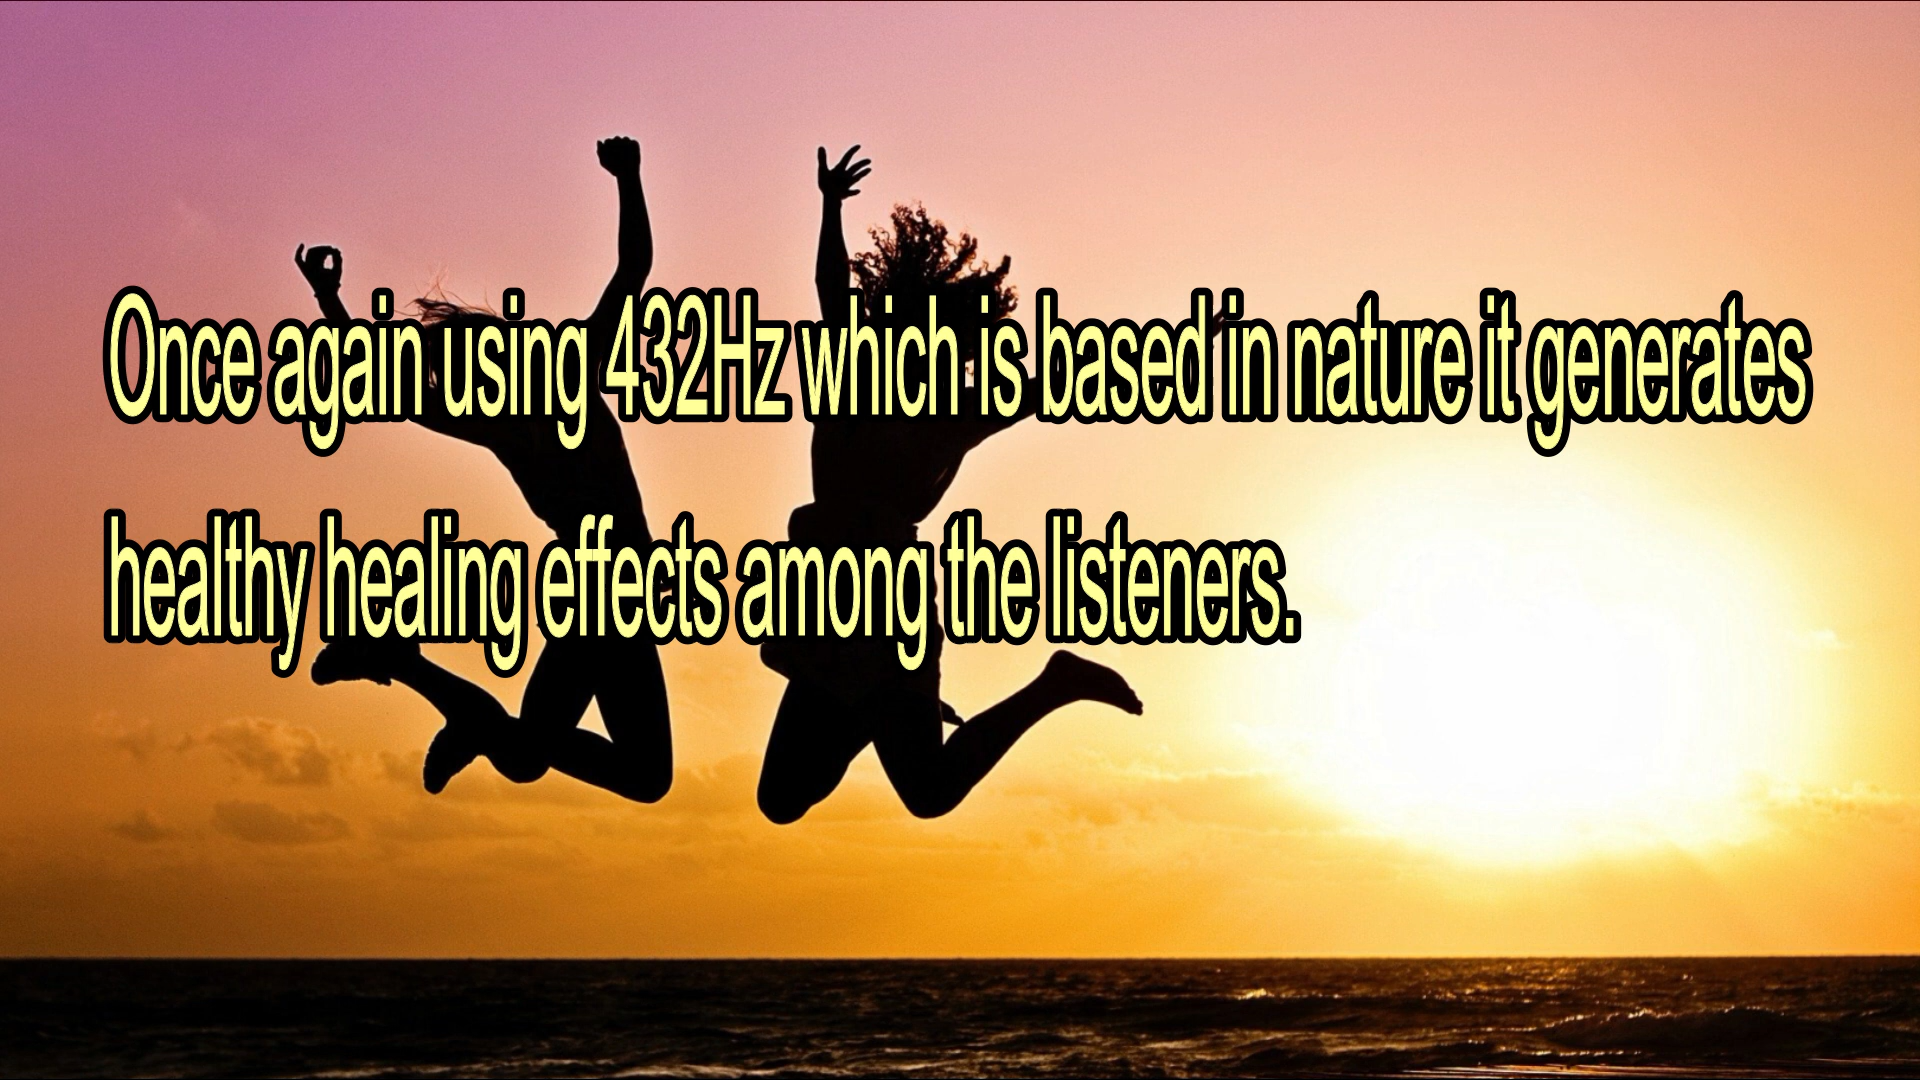 Once again using 432Hz which is based in nature it generates
healthy healing effects among the listeners.